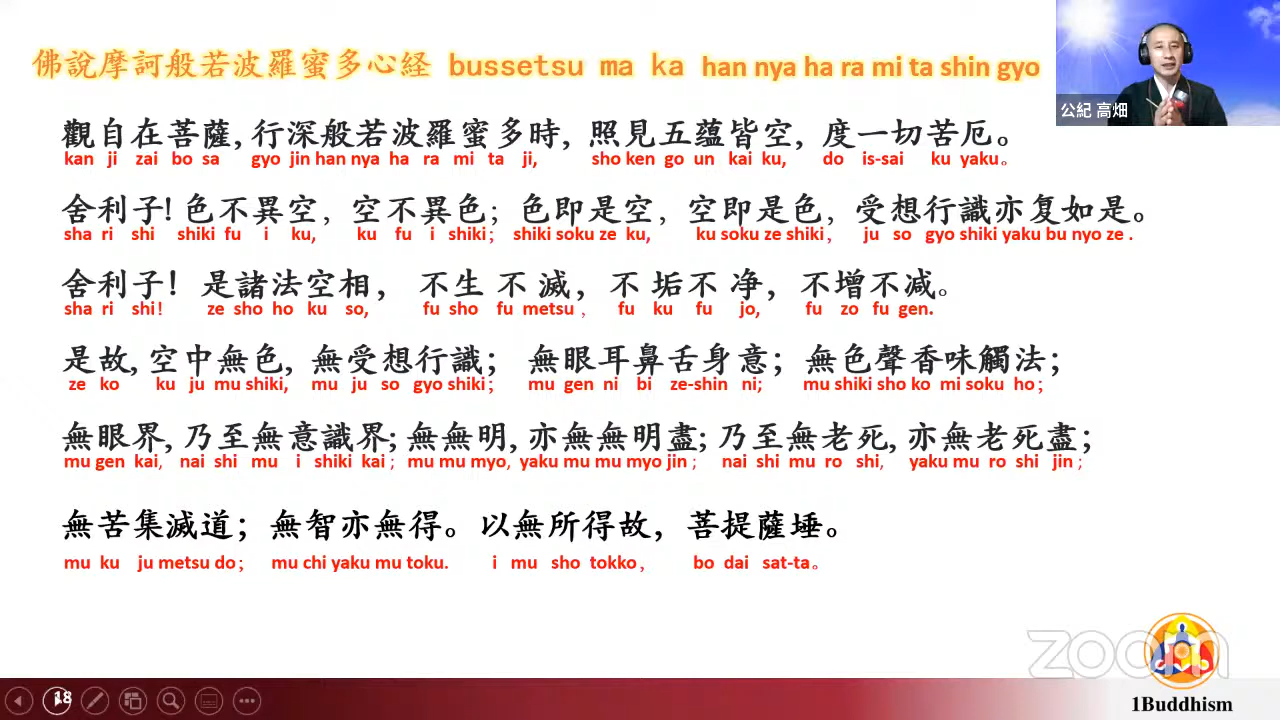 佛說摩訶般若波羅蜜多心経 bussetsu ma ka han nya ha ra mi ta shin gyo
公紀 高畑
觀自在菩薩, 行深般若波羅蜜多時, 照見五蘊皆空, 度一切苦厄。
kan ji zai bo sa gyo jin han nya ha ra mi ta ji, sho ken go un kai ku, do is-sai ku yaku。
舍利子! 色不異空, 空不異色; 色即是空, 空即是色, 受想行識亦复如是。
sha ri shi shiki fu i ku, ku fu i shiki; shiki soku ze ku, ku soku ze shiki, ju so gyo shiki yaku bu nyo ze .
舍利子! 是諸法空相, 不生不滅, 不垢不净, 不增不减。
sha ri shi! ze sho ho ku so, fu sho fu metsu , fu ku fu jo, fu zo fu gen.
是故, 空中無色, 無受想行識; 無眼耳鼻舌身意; 無色聲香味觸法;
ze ko ku ju mu shiki, mu ju so gyo shiki; mu gen ni bi ze-shin ni; mu shiki sho ko mi soku ho;
無眼界, 乃至無意識界; 無無明, 亦無無明盡; 乃至無老死, 亦無老死盡;
mu gen kai, nai shi mu i shiki kai; mu mu myo, yaku mu mu myo jin; nai shi mu ro shi, yaku mu ro shi jin;
無苦集滅道; 無智亦無得。以無所得故, 菩提薩埵。
mu ku ju metsu do; mu chi yaku mu toku. i mu sho tokko, bo dai sat-ta。
zoom
18
1Buddhism